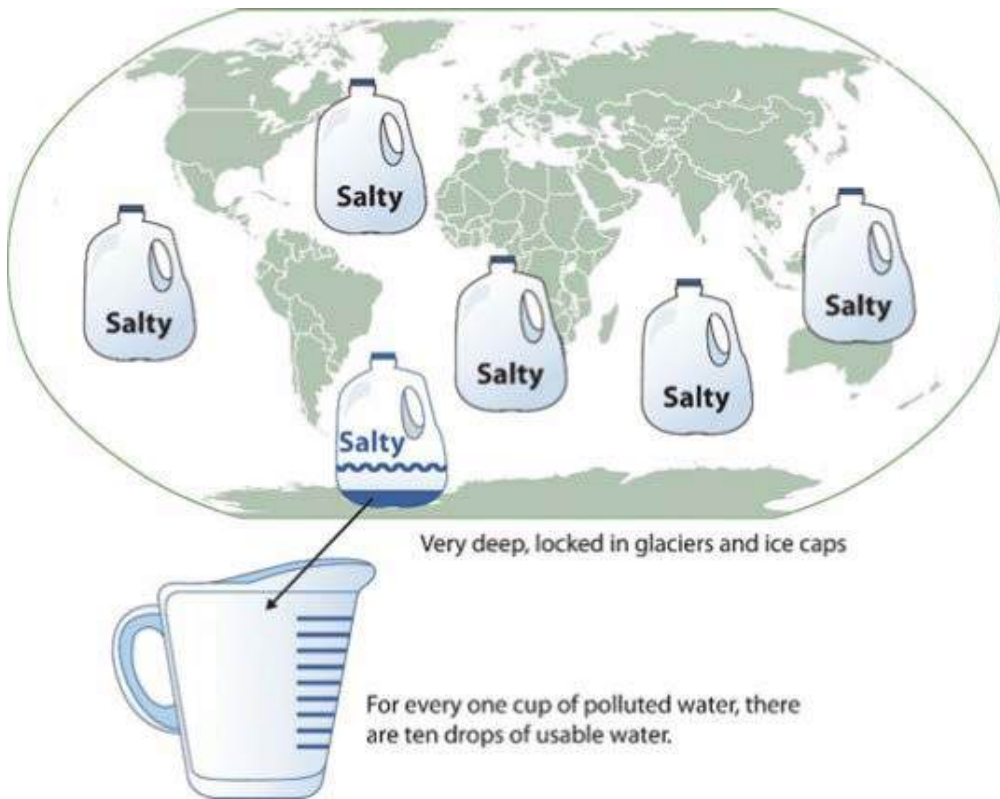 Salty
Salty
Salty
Salty
Salty
Salty
Very deep, locked in glaciers and ice caps
For every one cup of polluted water, there
are ten drops of usable water.